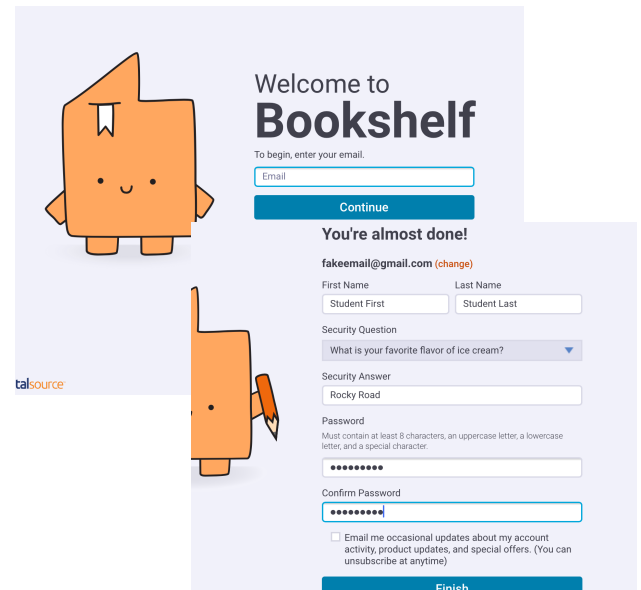 Welcome to
Bookshelf
To begin, enter your email.
Email
Continue
talsource
You're almost done!
fakeemail@gmail.com (change)
First Name Last Name
Student First Student Last
Security Question
What is your favorite flavor of ice cream?
Security Answer
Rocky Road
Password
Must contain at least 8 characters, an uppercase letter, a lowercase
letter, and a special character.
●●●●●●●●●
Confirm Password
●●●●●●●●●
Email me occasional updates about my account
activity, product updates, and special offers. (You can
unsubscribe at anytime)
Finish